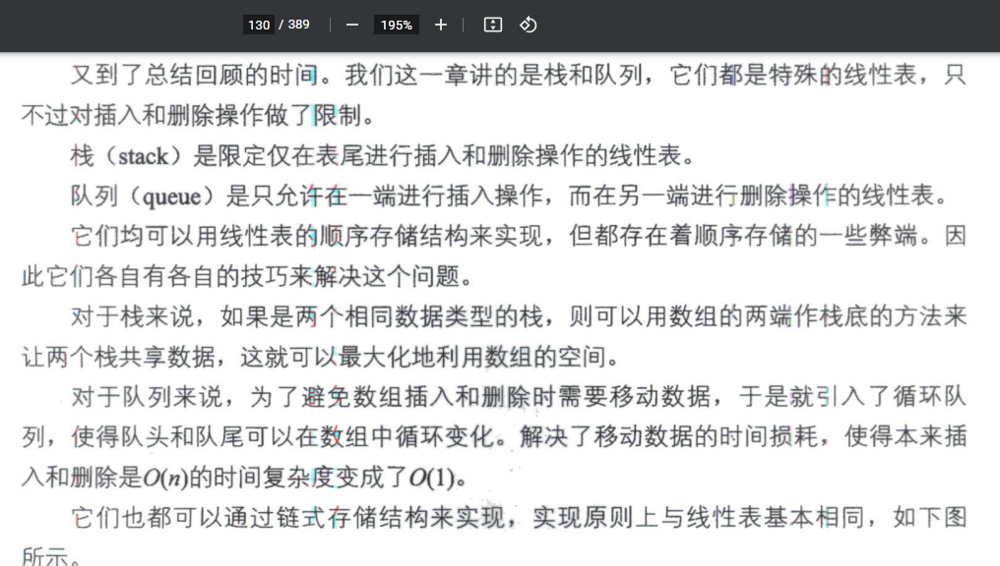 130 / 389 195%
又到了总结回顾的时间。我们这一章讲的是栈和队列，它们都是特殊的线性表，只
不过对插入和删除操作做了限制。
栈（stack）是限定仅在表尾进行插入和删除操作的线性表。
队列（queue）是只允许在一端进行插入操作，而在另一端进行删除操作的线性表。
它们均可以用线性表的顺序存储结构来实现，但都存在着顺序存储的一些弊端。因
此它们各自有各自的技巧来解决这个问题。
对于栈来说，如果是两个相同数据类型的栈，则可以用数组的两端作栈底的方法来
让两个栈共享数据，这就可以最大化地利用数组的空间。
对于队列来说，为了避免数组插入和删除时需要移动数据，于是就引入了循环队
列，使得队头和队尾可以在数组中循环变化。解决了移动数据的时间损耗，使得本来插
入和删除是O(n)的时间复杂度变成了O(1)。
它们也都可以通过链式存储结构来实现，实现原则上与线性表基本相同，如下图
所示。